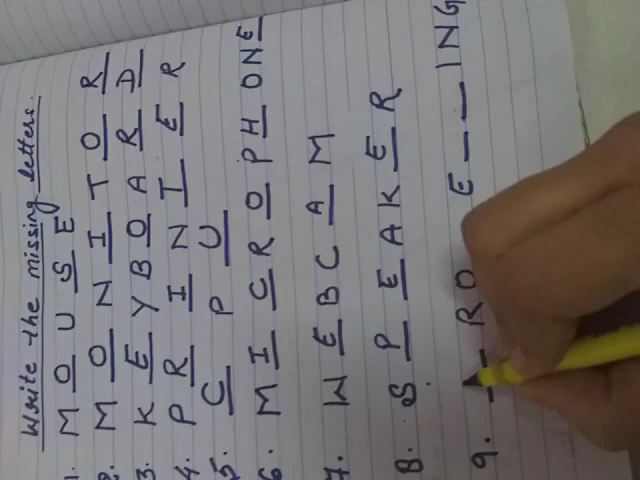 Write the missing letters.
1. M O U S E
2. M O N I T O R
3. K E Y B O A R D
4. P R I N T E R
5. C P U
6. M I C R O P H O N E
7. W E B C A M
8. S P E A K E R
9. _ _ R O _ E _ _ I N G